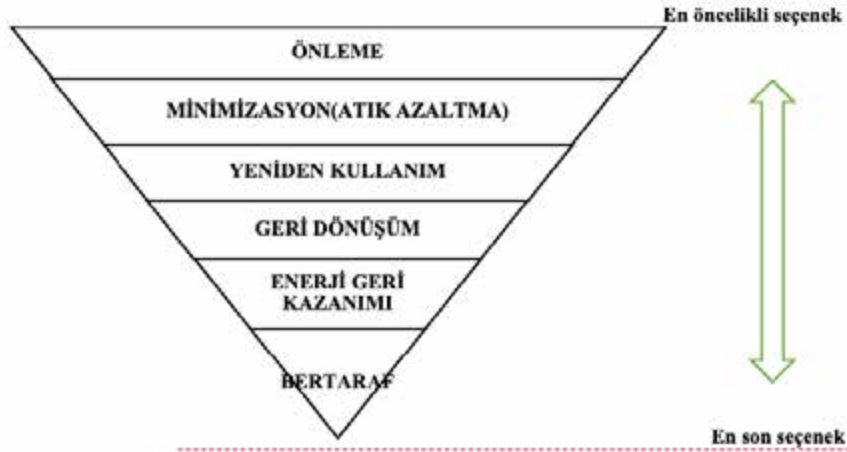 En öncelikli seçenek
ÖNLEME
MİNİMİZASYON(ATIK AZALTMA)
YENİDEN KULLANIM
GERİ DÖNÜŞÜM
ENERJİ GERİ
KAZANIMI
BERTARAF
En son seçenek